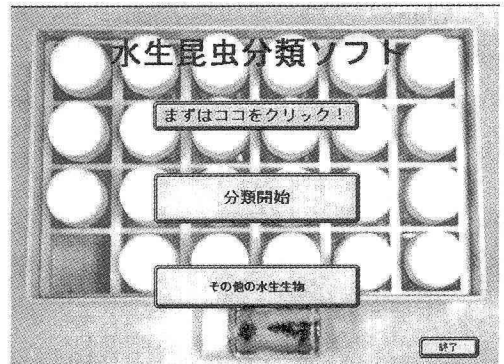 水生昆虫分類ソフト
まずはココをクリック！
分類開始
その他の水生生物
終了